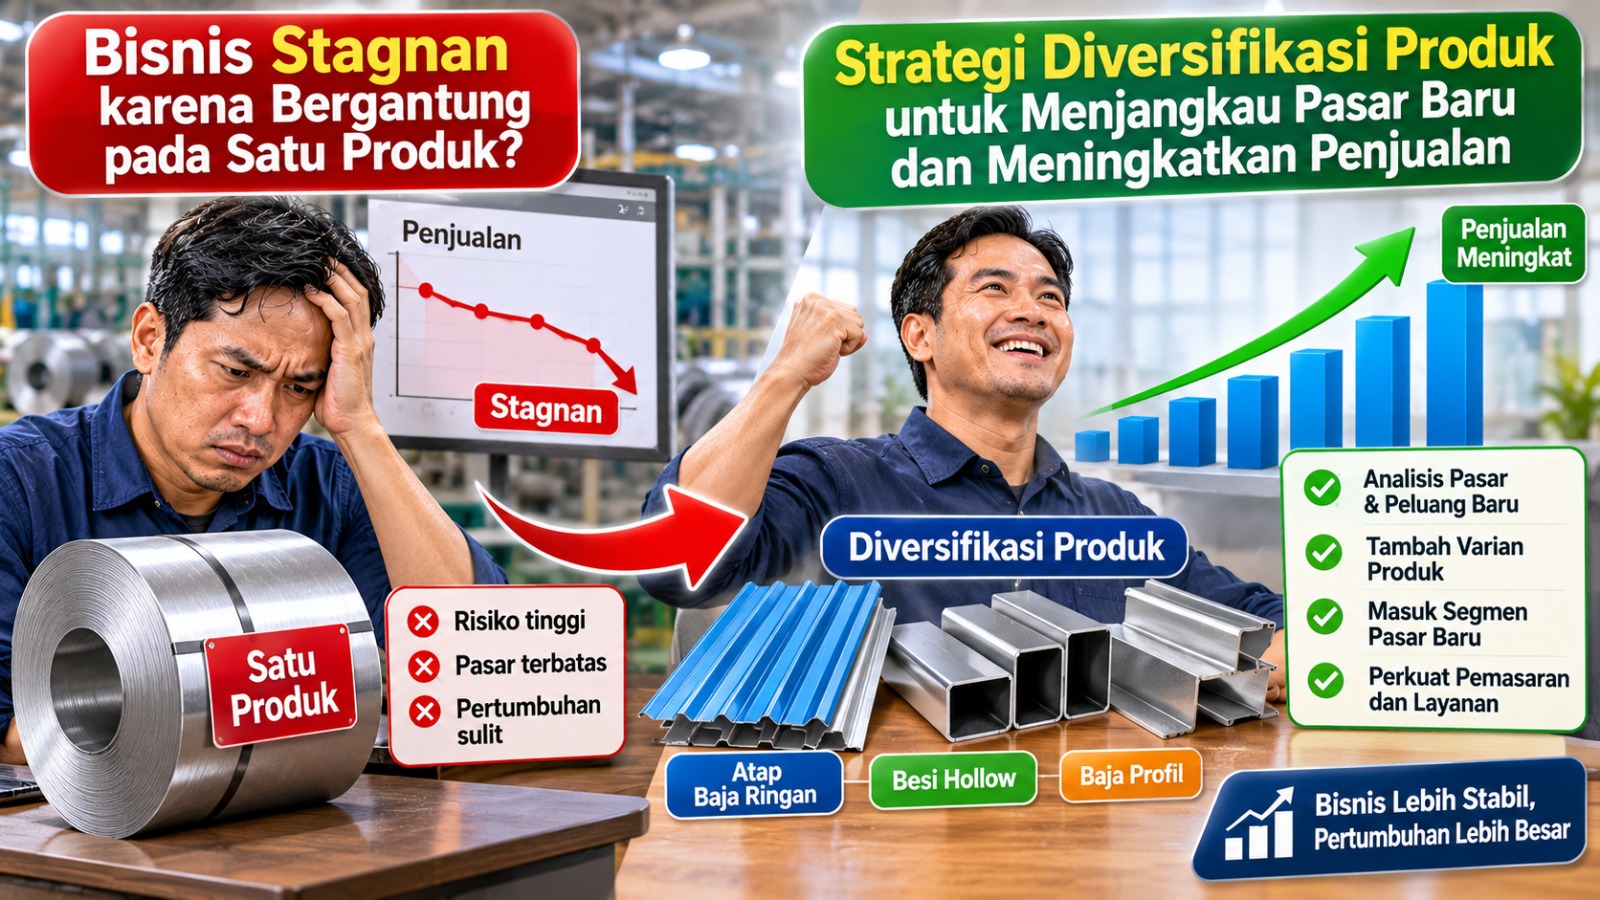 Bisnis Stagnan
karena Bergantung
pada Satu Produk?
Strategi Diversifikasi Produk
untuk Menjangkau Pasar Baru
dan Meningkatkan Penjualan
Penjualan
Stagnan
Penjualan
Meningkat
Satu
Produk
Risiko tinggi
Pasar terbatas
Pertumbuhan
sulit
Diversifikasi Produk
Atap
Baja Ringan
Besi Hollow
Baja Profil
Analisis Pasar
& Peluang Baru
Tambah Varian
Produk
Masuk Segmen
Pasar Baru
Perkuat Pemasaran
dan Layanan
Bisnis Lebih Stabil,
Pertumbuhan Lebih Besar